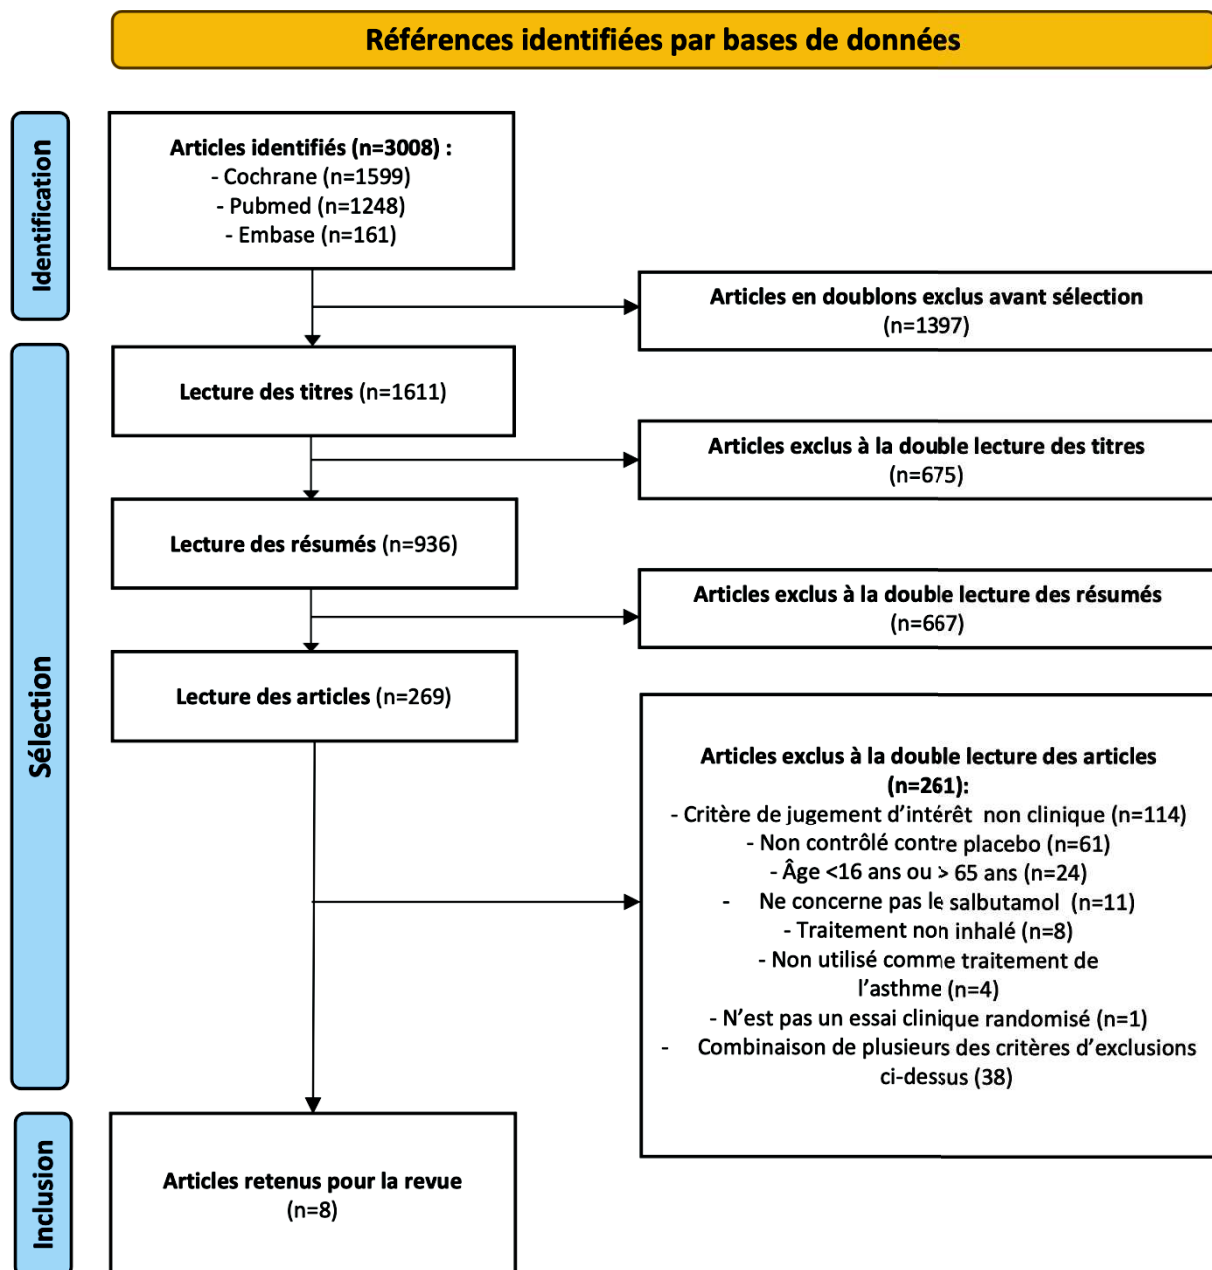 Références identifiées par bases de données
Identification
Articles identifiés (n=3008) :
- Cochrane (n=1599)
- Pubmed (n=1248)
- Embase (n=161)
Articles en doublons exclus avant sélection
(n=1397)
Sélection
Lecture des titres (n=1611)
Articles exclus à la double lecture des titres
(n=675)
Lecture des résumés (n=936)
Articles exclus à la double lecture des résumés
(n=667)
Lecture des articles (n=269)
Articles exclus à la double lecture des articles
(n=261):
- Critère de jugement d’intérêt non clinique (n=114)
- Non contrôlé contre placebo (n=61)
- Âge <16 ans ou > 65 ans (n=24)
- Ne concerne pas le salbutamol (n=11)
- Traitement non inhalé (n=8)
- Non utilisé comme traitement de
l’asthme (n=4)
- N’est pas un essai clinique randomisé (n=1)
- Combinaison de plusieurs des critères d’exclusions
ci-dessus (38)
Inclusion
Articles retenus pour la revue
(n=8)